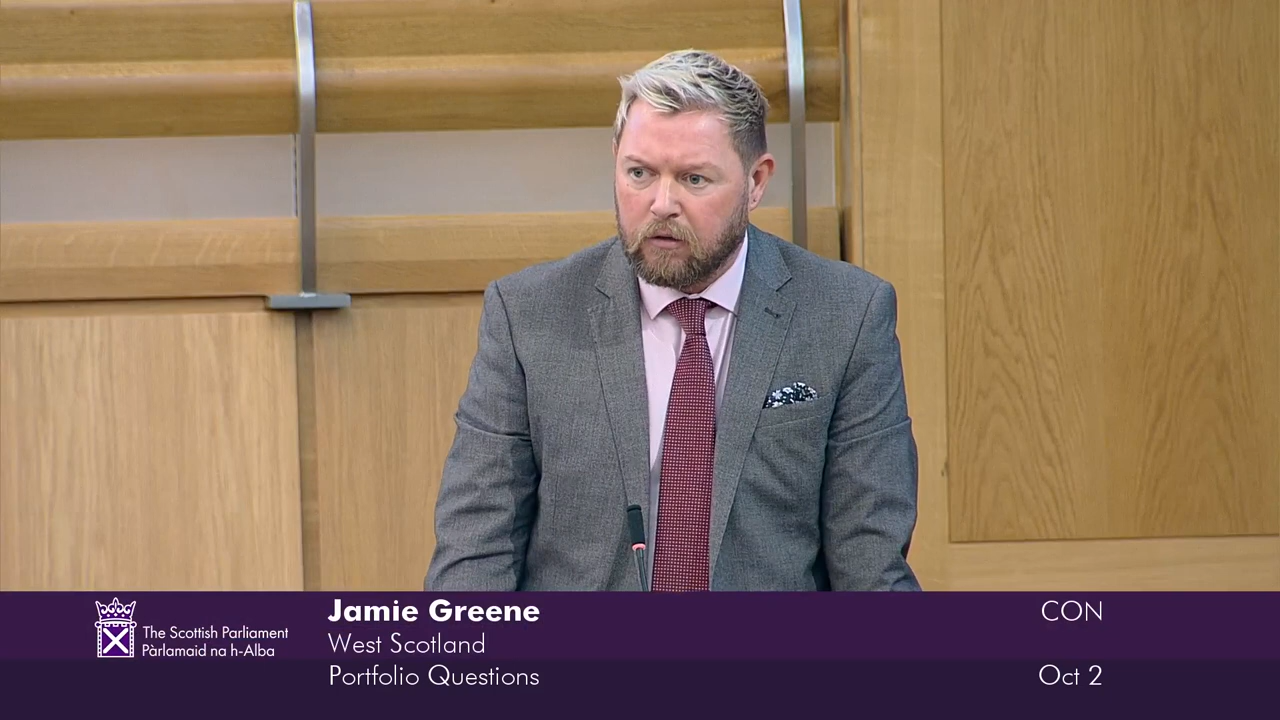 The Scottish Parliament
Pàrlamaid na h-Alba
Jamie Greene
CON
West Scotland
Portfolio Questions
Oct 2